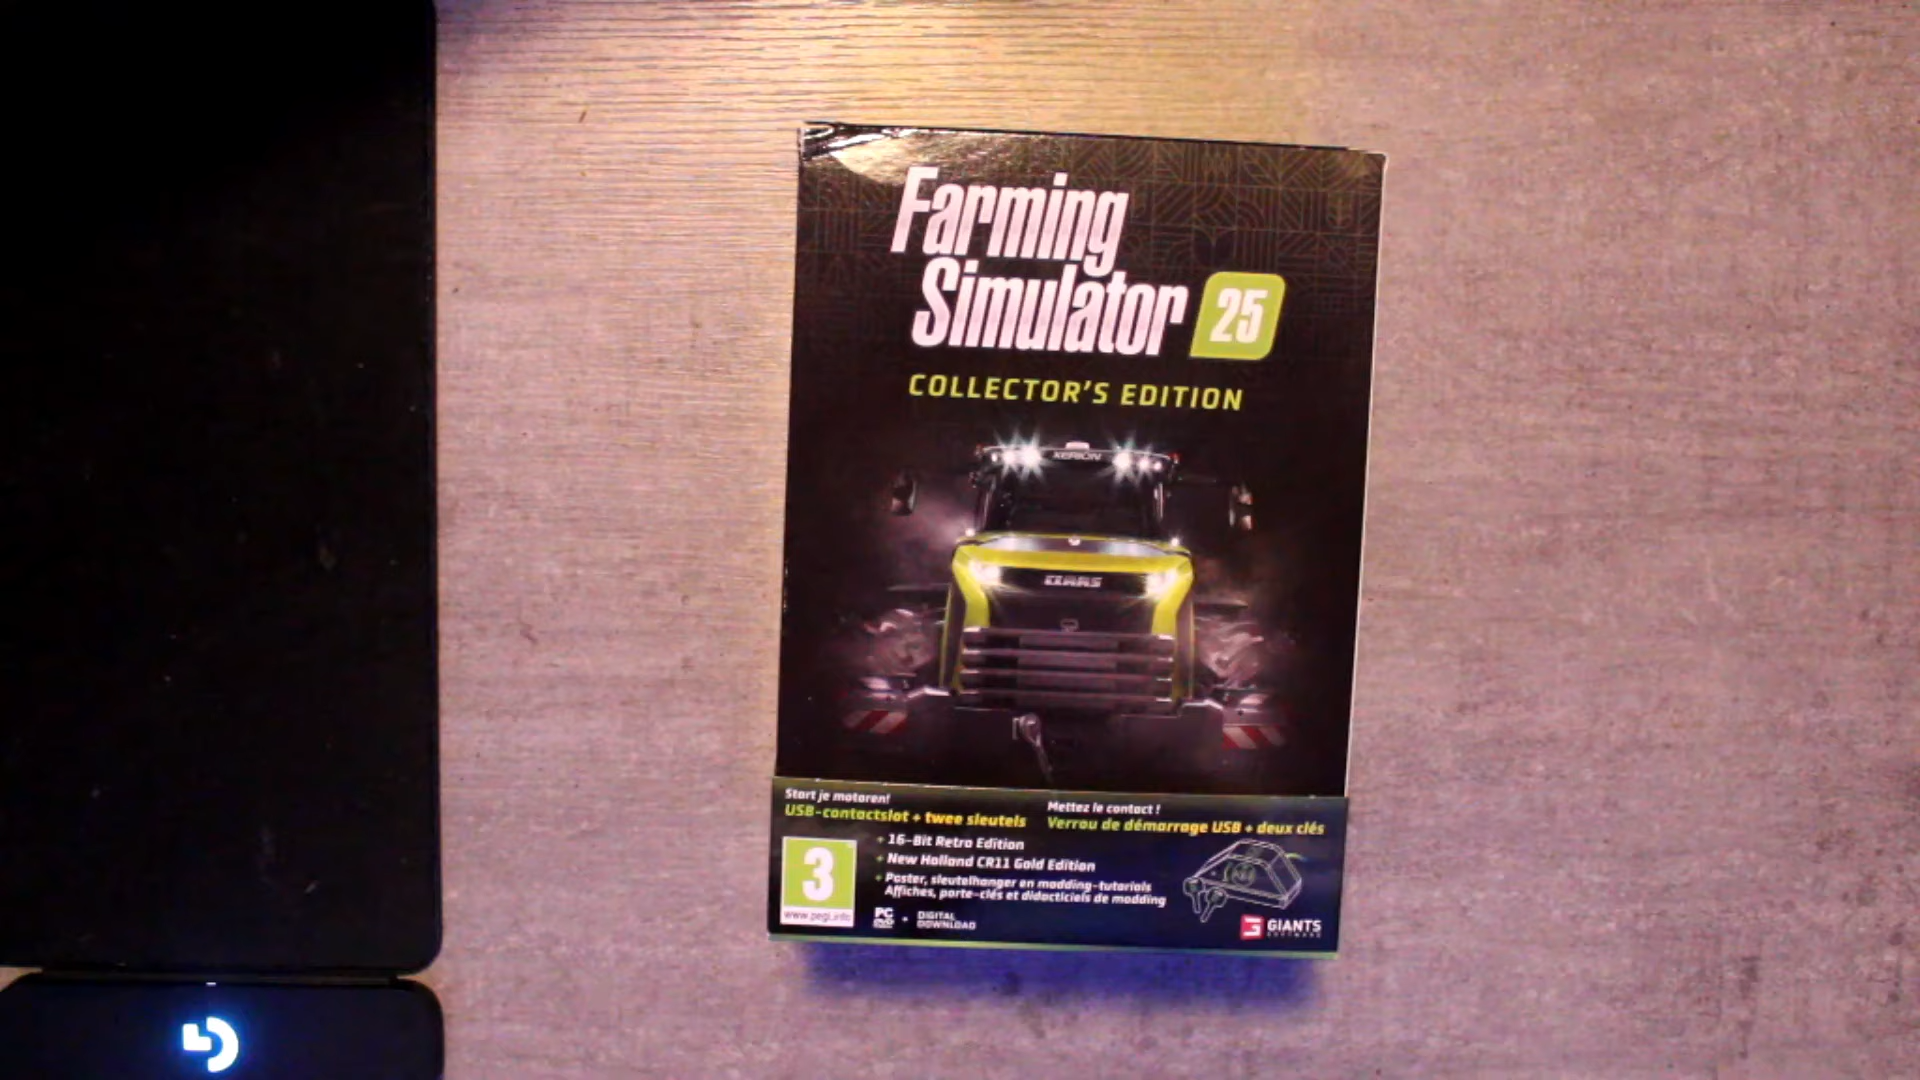 Farming
Simulator 25
COLLECTOR'S EDITION
XERION
CLAAS
Start je motoren!
USB-contactslot + twee sleutels
Mettez le contact !
Verrou de démarrage USB + deux clés
+ 16-Bit Retro Edition
+ New Holland CR11 Gold Edition
+ Poster, sleutelhanger en modding-tutorials
Affiches, porte-clés et didacticiels de modding
3
www.pegi.info
PC
DVD
DIGITAL
DOWNLOAD
GIANTS
SOFTWARE